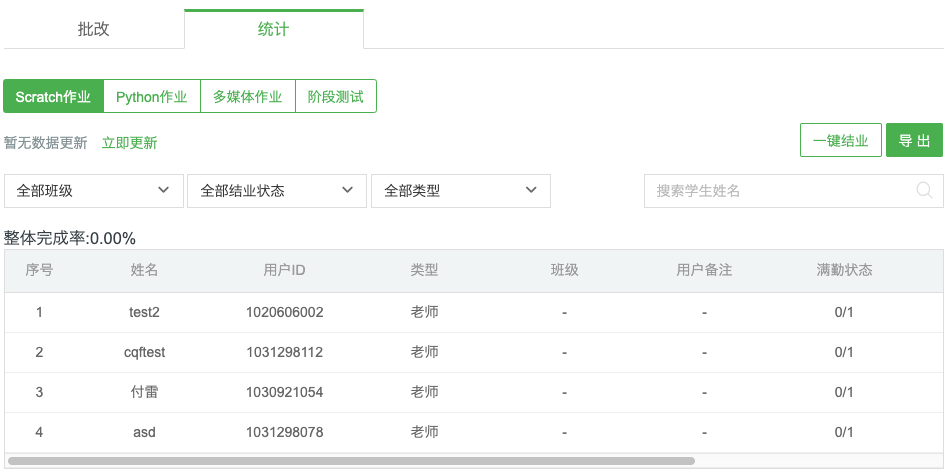 批改 统计
Scratch作业 Python作业 多媒体作业 阶段测试
暂无数据更新 立即更新 一键结业 导 出
全部班级 全部结业状态 全部类型 搜索学生姓名
整体完成率:0.00%
序号 姓名 用户ID 类型 班级 用户备注 满勤状态
1 test2 1020606002 老师 - - 0/1
2 cqftest 1031298112 老师 - - 0/1
3 付雷 1030921054 老师 - - 0/1
4 asd 1031298078 老师 - - 0/1